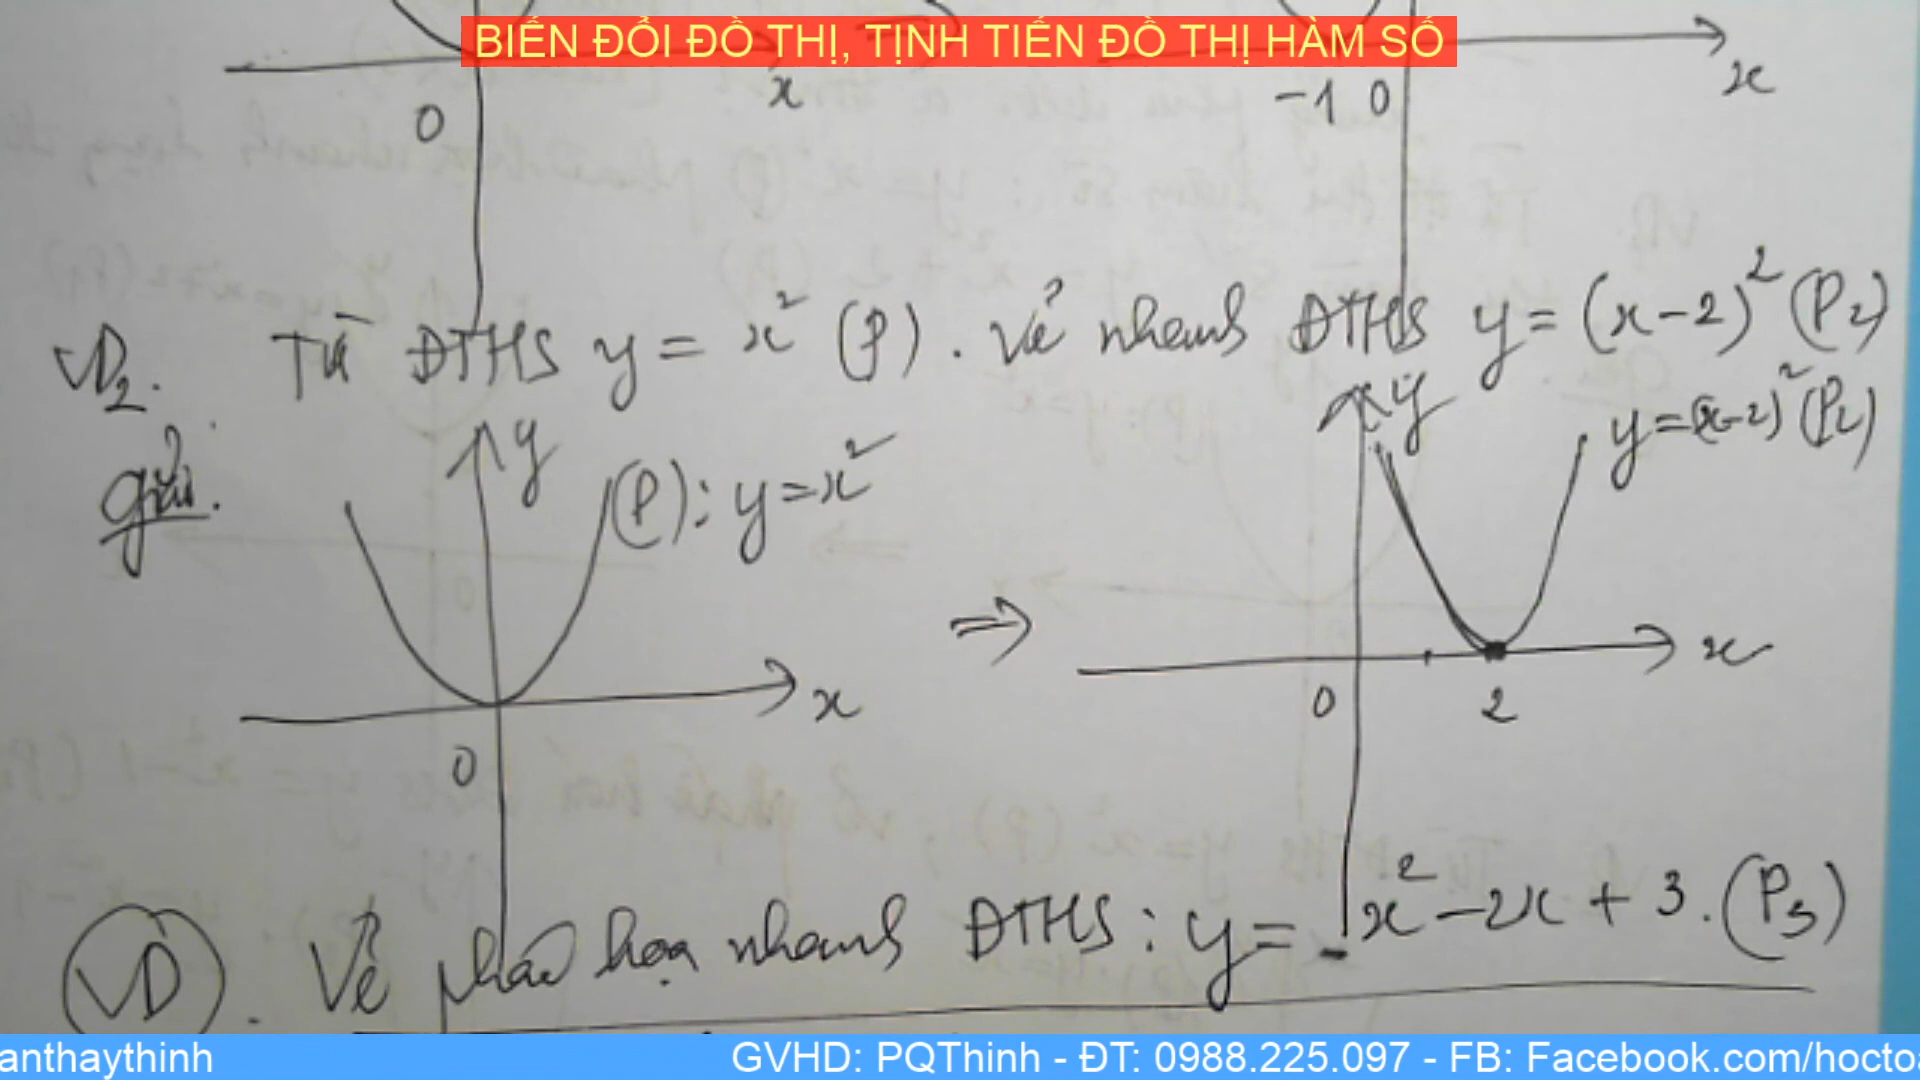 BIẾN ĐỔI ĐỒ THỊ, TỊNH TIẾN ĐỒ THỊ HÀM SỐ
0 x -1 0 x
VD2. Từ ĐTHS y = x² (P). Vẽ nhanh ĐTHS y = (x-2)² (P2)
Giải:
y (P): y = x²
x
0
⇒
y y = (x-2)² (P2)
x
0 2
VD. Vẽ phác họa nhanh ĐTHS: y = x² - 2x + 3. (P3)
anthaythinh GVHD: PQThinh - ĐT: 0988.225.097 - FB: Facebook.com/hocto